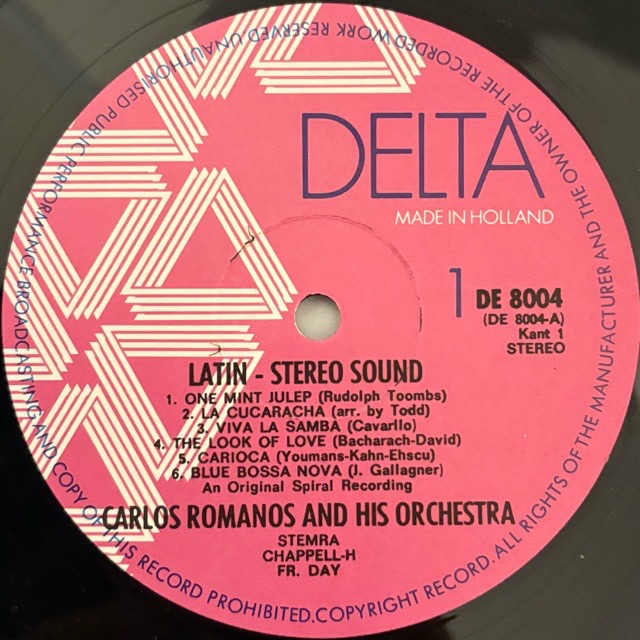 DELTA
MADE IN HOLLAND
1
DE 8004
(DE 8004-A)
Kant 1
STEREO
LATIN - STEREO SOUND
1. ONE MINT JULEP (Rudolph Toombs)
2. LA CUCARACHA (arr. by Todd)
3. VIVA LA SAMBA (Cavarllo)
4. THE LOOK OF LOVE (Bacharach-David)
5. CARIOCA (Youmans-Kahn-Ehscu)
6. BLUE BOSSA NOVA (J. Gallagner)
An Original Spiral Recording
CARLOS ROMANOS AND HIS ORCHESTRA
STEMRA
CHAPPELL-H
FR. DAY
ALL RIGHTS OF THE MANUFACTURER AND THE OWNER OF THE RECORDED WORK RESERVED. UNAUTHORISED PUBLIC PERFORMANCE BROADCASTING AND COPY OF THIS RECORD PROHIBITED. COPYRIGHT RECORD.